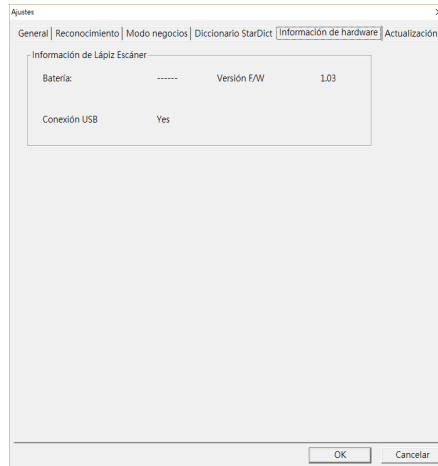 Ajustes
General Reconocimiento Modo negocios Diccionario StarDict Información de hardware Actualización
Información de Lápiz Escáner
Batería: ------ Versión F/W 1.03
Conexión USB Yes
OK Cancelar